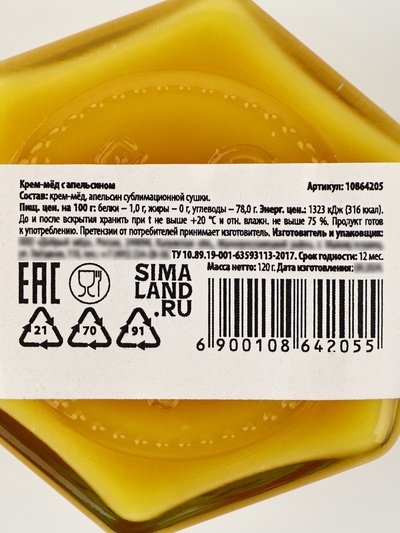 Крем-мёд с апельсином Артикул: 10864205
Состав: крем-мёд, апельсин сублимационной сушки.
Пищ. цен. на 100 г: белки – 1,0 г, жиры – 0 г, углеводы – 78,0 г. Энерг. цен.: 1323 кДж (316 ккал).
До и после вскрытия хранить при t не выше +20 °C и отн. влажн. не выше 75 %. Продукт готов
к употреблению. Претензии от потребителей принимает изготовитель. Изготовитель и упаковщик:
ТУ 10.89.19-001-63593113-2017. Срок годности: 12 мес.
Масса нетто: 120 г. Дата изготовления:
EAC
SIMA
LAND
.RU
21 70 91
6 900108 642055